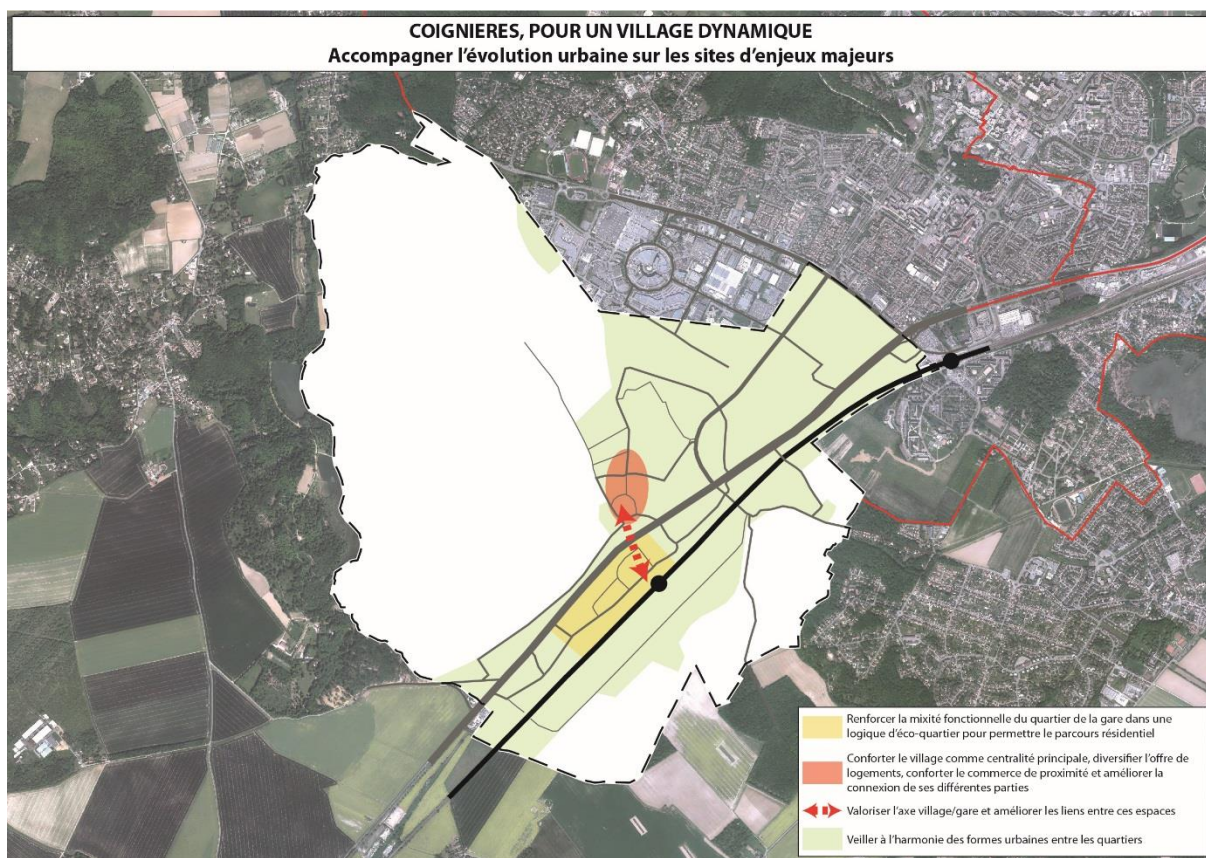 COIGNIERES, POUR UN VILLAGE DYNAMIQUE
Accompagner l'évolution urbaine sur les sites d'enjeux majeurs
Renforcer la mixité fonctionnelle du quartier de la gare dans une
logique d'éco-quartier pour permettre le parcours résidentiel
Conforter le village comme centralité principale, diversifier l'offre de
logements, conforter le commerce de proximité et améliorer la
connexion de ses différentes parties
Valoriser l'axe village/gare et améliorer les liens entre ces espaces
Veiller à l'harmonie des formes urbaines entre les quartiers